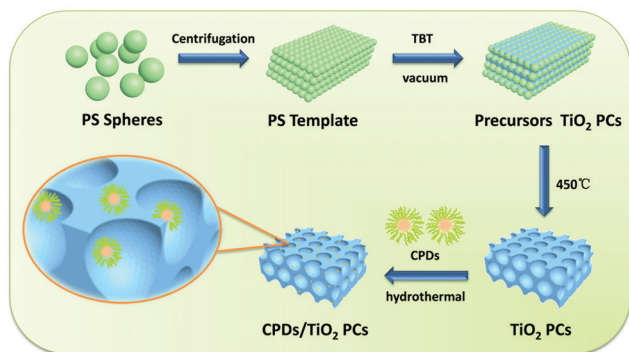 Centrifugation
TBT
vacuum
PS Spheres
PS Template
Precursors TiO₂ PCs
450℃
CPDs
hydrothermal
CPDs/TiO₂ PCs
TiO₂ PCs